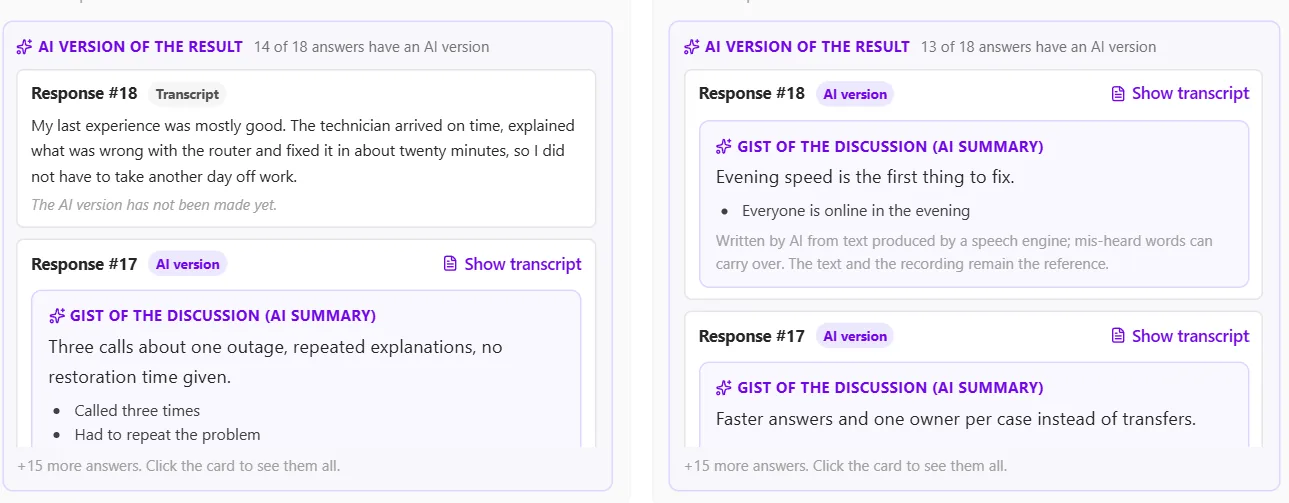 AI VERSION OF THE RESULT 14 of 18 answers have an AI version
Response #18 Transcript
My last experience was mostly good. The technician arrived on time, explained
what was wrong with the router and fixed it in about twenty minutes, so I did
not have to take another day off work.
The AI version has not been made yet.
Response #17 AI version Show transcript
GIST OF THE DISCUSSION (AI SUMMARY)
Three calls about one outage, repeated explanations, no
restoration time given.
• Called three times
• Had to repeat the problem
+15 more answers. Click the card to see them all.
AI VERSION OF THE RESULT 13 of 18 answers have an AI version
Response #18 AI version Show transcript
GIST OF THE DISCUSSION (AI SUMMARY)
Evening speed is the first thing to fix.
• Everyone is online in the evening
Written by AI from text produced by a speech engine; mis-heard words can
carry over. The text and the recording remain the reference.
Response #17 AI version Show transcript
GIST OF THE DISCUSSION (AI SUMMARY)
Faster answers and one owner per case instead of transfers.
+15 more answers. Click the card to see them all.